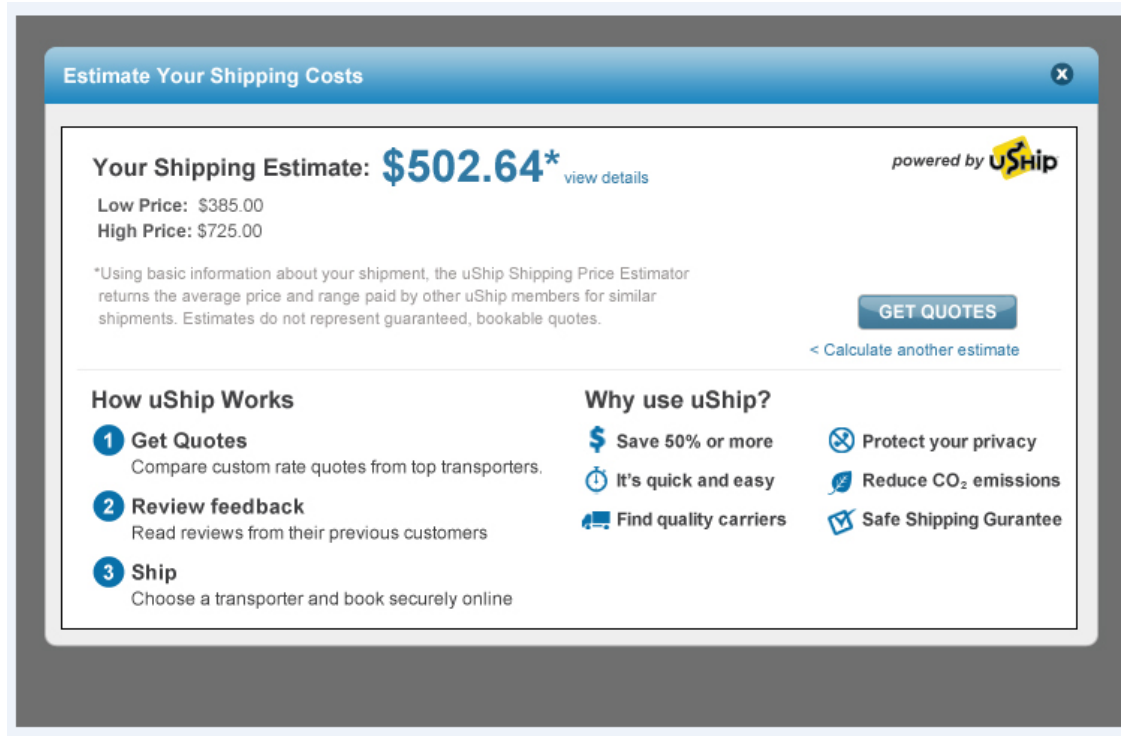 Estimate Your Shipping Costs
x
Your Shipping Estimate: $502.64* view details
powered by uShip
Low Price: $385.00
High Price: $725.00
*Using basic information about your shipment, the uShip Shipping Price Estimator
returns the average price and range paid by other uShip members for similar
shipments. Estimates do not represent guaranteed, bookable quotes.
GET QUOTES
< Calculate another estimate
How uShip Works
1 Get Quotes
Compare custom rate quotes from top transporters.
2 Review feedback
Read reviews from their previous customers
3 Ship
Choose a transporter and book securely online
Why use uShip?
$ Save 50% or more
It's quick and easy
Find quality carriers
Protect your privacy
Reduce CO₂ emissions
Safe Shipping Gurantee